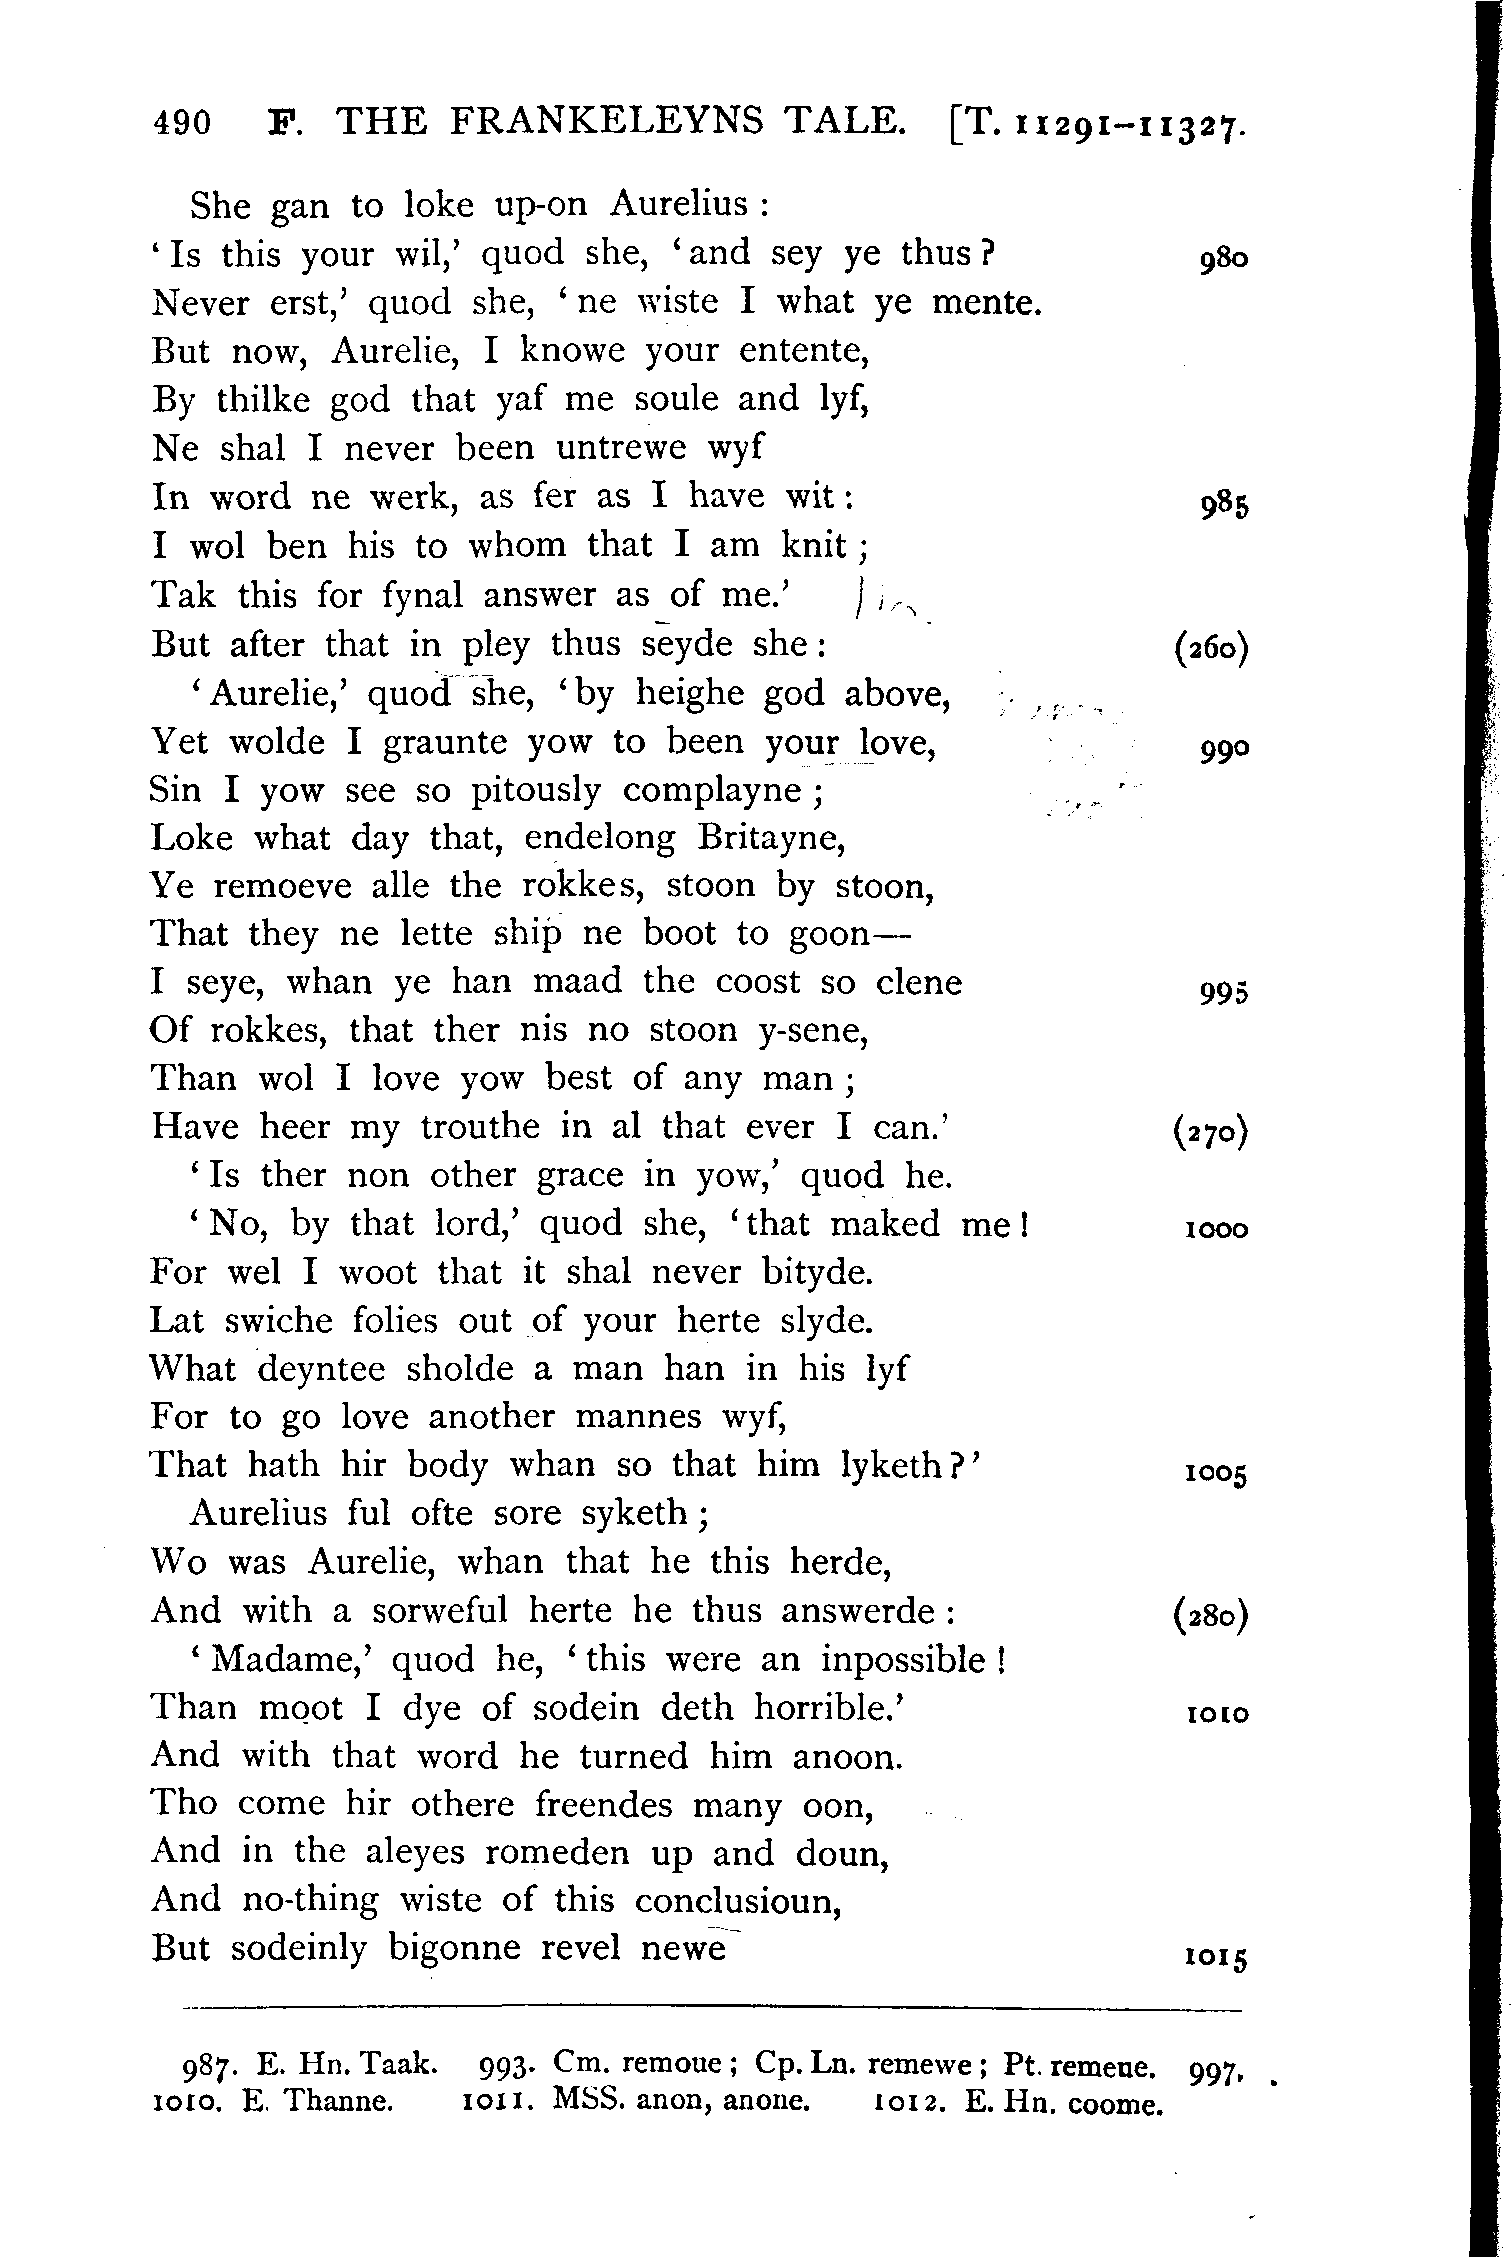 490 F. THE FRANKELEYNS TALE. [T. 11291–11327.
She gan to loke up-on Aurelius :
‘ Is this your wil,’ quod she, ‘ and sey ye thus ? 980
Never erst,’ quod she, ‘ ne wiste I what ye mente.
But now, Aurelie, I knowe your entente,
By thilke god that yaf me soule and lyf,
Ne shal I never been untrewe wyf
In word ne werk, as fer as I have wit : 985
I wol ben his to whom that I am knit ;
Tak this for fynal answer as of me.’
But after that in pley thus seyde she : (260)
‘ Aurelie,’ quod she, ‘ by heighe god above,
Yet wolde I graunte yow to been your love, 990
Sin I yow see so pitously complayne ;
Loke what day that, endelong Britayne,
Ye remoeve alle the rokkes, stoon by stoon,
That they ne lette ship ne boot to goon—
I seye, whan ye han maad the coost so clene 995
Of rokkes, that ther nis no stoon y-sene,
Than wol I love yow best of any man ;
Have heer my trouthe in al that ever I can.’ (270)
‘ Is ther non other grace in yow,’ quod he.
‘ No, by that lord,’ quod she, ‘ that maked me ! 1000
For wel I woot that it shal never bityde.
Lat swiche folies out of your herte slyde.
What deyntee sholde a man han in his lyf
For to go love another mannes wyf,
That hath hir body whan so that him lyketh ? ’ 1005
Aurelius ful ofte sore syketh ;
Wo was Aurelie, whan that he this herde,
And with a sorweful herte he thus answerde : (280)
‘ Madame,’ quod he, ‘ this were an inpossible !
Than moot I dye of sodein deth horrible.’ 1010
And with that word he turned him anoon.
Tho come hir othere freendes many oon,
And in the aleyes romeden up and doun,
And no-thing wiste of this conclusioun,
But sodeinly bigonne revel newe 1015
987. E. Hn. Taak. 993. Cm. remoue ; Cp. Ln. remewe ; Pt. remeue. 997,
1010. E. Thanne. 1011. MSS. anon, anone. 1012. E. Hn. coome.